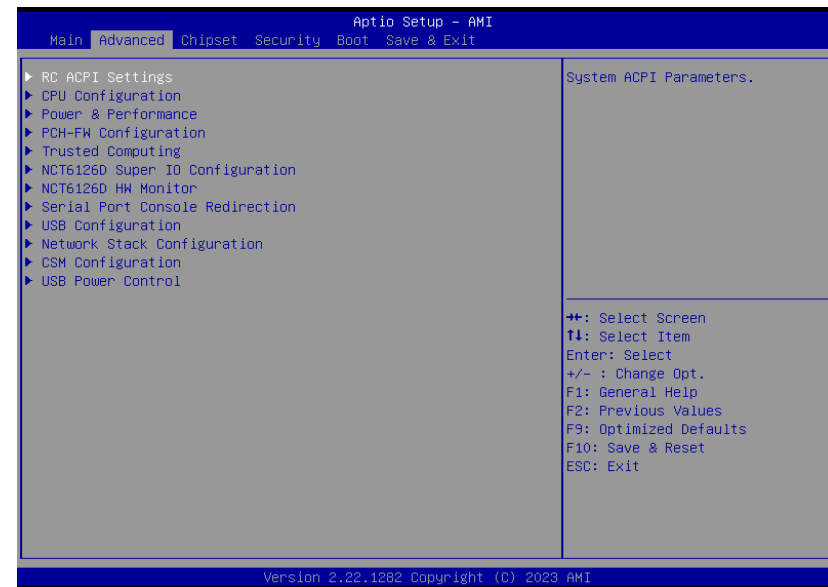 Aptio Setup – AMI
Main Advanced Chipset Security Boot Save & Exit
▶ RC ACPI Settings
▶ CPU Configuration
▶ Power & Performance
▶ PCH-FW Configuration
▶ Trusted Computing
▶ NCT6126D Super IO Configuration
▶ NCT6126D HW Monitor
▶ Serial Port Console Redirection
▶ USB Configuration
▶ Network Stack Configuration
▶ CSM Configuration
▶ USB Power Control
System ACPI Parameters.
→←: Select Screen
↑↓: Select Item
Enter: Select
+/- : Change Opt.
F1: General Help
F2: Previous Values
F9: Optimized Defaults
F10: Save & Reset
ESC: Exit
Version 2.22.1282 Copyright (C) 2023 AMI